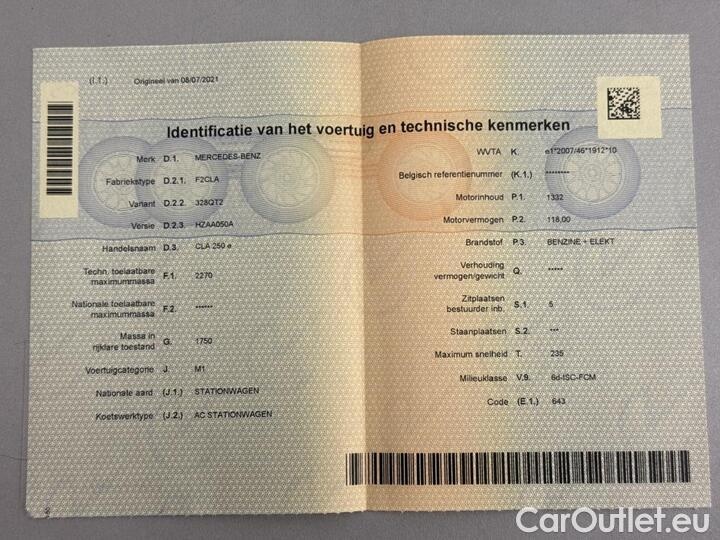 (I.1.) Origineel van 08/07/2021
Identificatie van het voertuig en technische kenmerken
Merk D.1. MERCEDES-BENZ
Fabriekstype D.2.1. F2CLA
Variant D.2.2. 328QT2
Versie D.2.3. HZAA050A
Handelsnaam D.3. CLA 250 e
Techn. toelaatbare
maximummassa F.1. 2270
Nationale toelaatbare
maximummassa F.2. ******
Massa in
rijklare toestand G. 1750
Voertuigcategorie J. M1
Nationale aard (J.1.) STATIONWAGEN
Koetswerktype (J.2.) AC STATIONWAGEN
WVTA K. e1*2007/46*1912*10
Belgisch referentienummer (K.1.) ********
Motorinhoud P.1. 1332
Motorvermogen P.2. 118,00
Brandstof P.3. BENZINE + ELEKT
Verhouding
vermogen/gewicht Q. *****
Zitplaatsen
bestuurder inb. S.1. 5
Staanplaatsen S.2. ***
Maximum snelheid T. 235
Milieuklasse V.9. 6d-ISC-FCM
Code (E.1.) 643
CarOutlet.eu